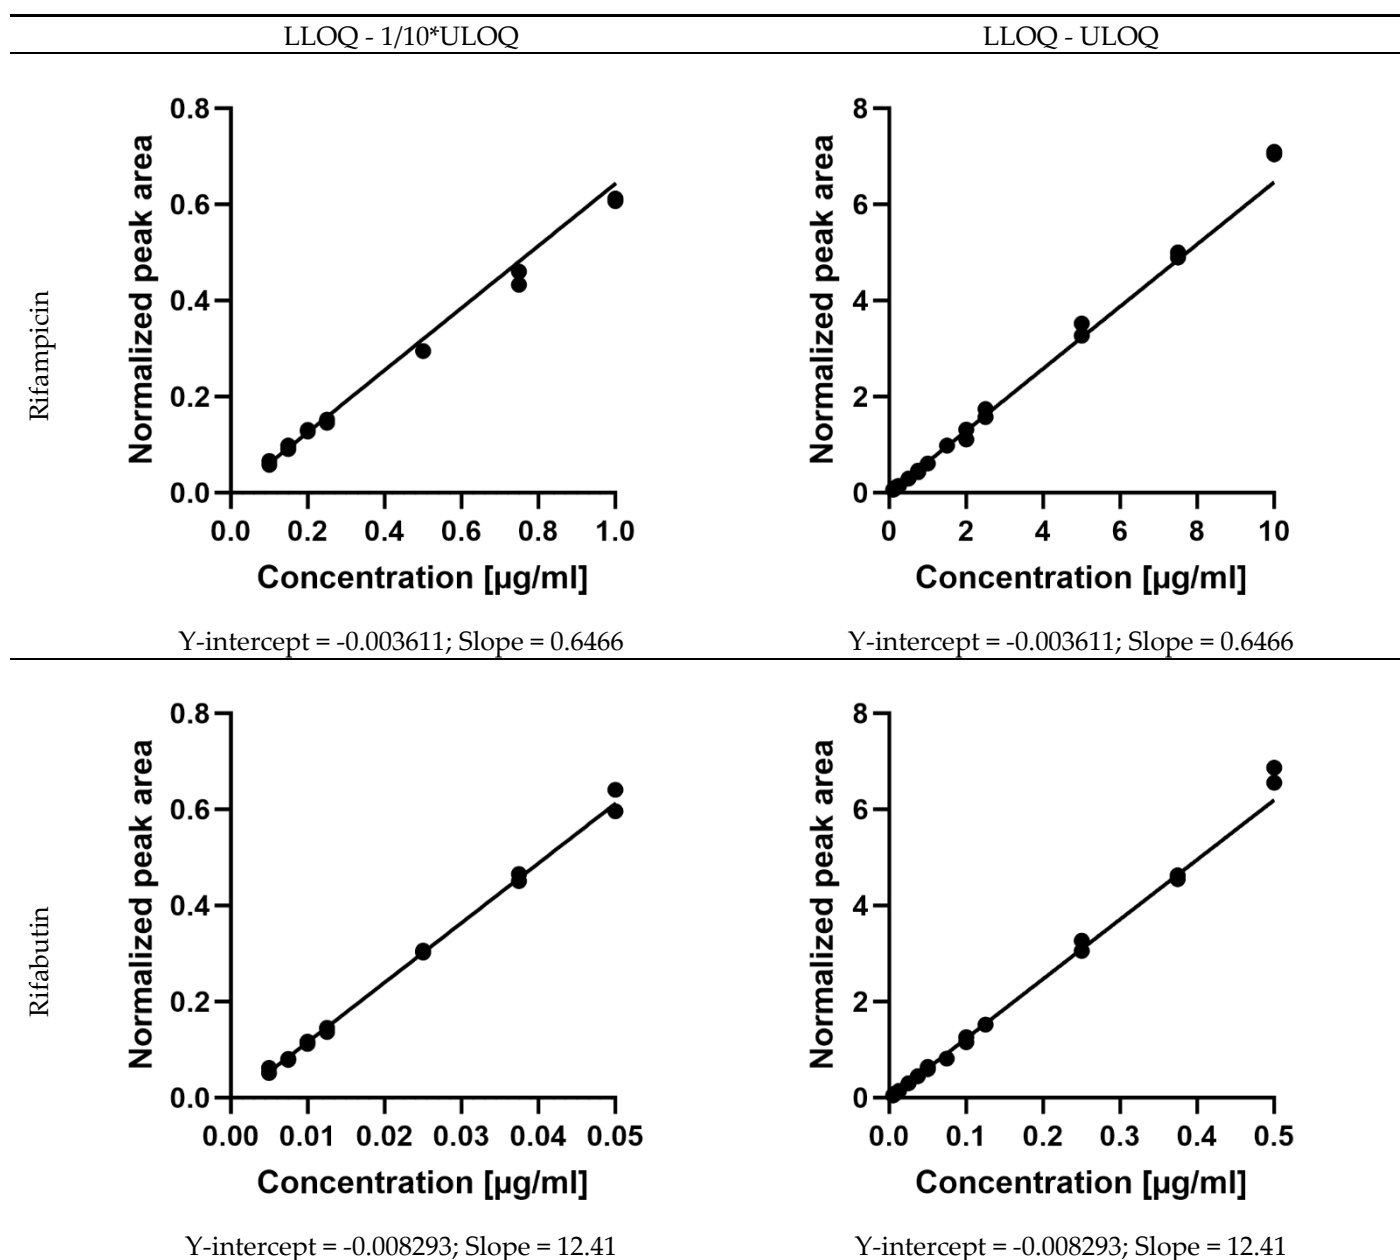 LLOQ - 1/10*ULOQ
LLOQ - ULOQ
Rifampicin
Normalized peak area
0.8
0.6
0.4
0.2
0.0
0.0 0.2 0.4 0.6 0.8 1.0
Concentration [µg/ml]
Y-intercept = -0.003611; Slope = 0.6466
Normalized peak area
8
6
4
2
0
0 2 4 6 8 10
Concentration [µg/ml]
Y-intercept = -0.003611; Slope = 0.6466
Rifabutin
Normalized peak area
0.8
0.6
0.4
0.2
0.0
0.00 0.01 0.02 0.03 0.04 0.05
Concentration [µg/ml]
Y-intercept = -0.008293; Slope = 12.41
Normalized peak area
8
6
4
2
0
0.0 0.1 0.2 0.3 0.4 0.5
Concentration [µg/ml]
Y-intercept = -0.008293; Slope = 12.41